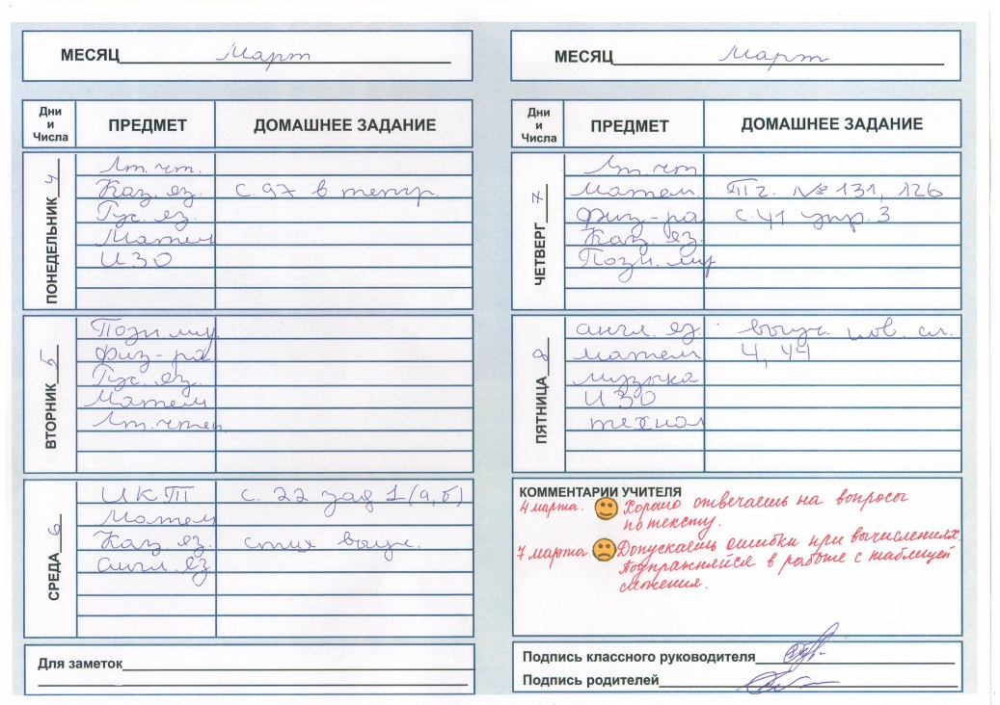 МЕСЯЦ Март
Дни и Числа
ПРЕДМЕТ
ДОМАШНЕЕ ЗАДАНИЕ
ПОНЕДЕЛЬНИК 4
Лит. чт.
Каз. яз. с. 97 в тетр.
Рус. яз.
Матем
ИЗО
ВТОРНИК 5
Позн. мир
Физ-ра
Рус. яз.
Матем
Лит. чтен
СРЕДА 6
ИКТ с. 22 зад 1(а,б)
Матем
Каз. яз. стих выуч.
англ. яз
Для заметок
МЕСЯЦ Март
Дни и Числа
ПРЕДМЕТ
ДОМАШНЕЕ ЗАДАНИЕ
ЧЕТВЕРГ 7
Лит. чт
Матем. № 131, 126
Физ-ра с. 41 упр. 3
Каз. яз.
Позн. мир
ПЯТНИЦА 8
англ. яз. выуч. нов. сл.
матем 4, 44
музыка
ИЗО
технол
КОММЕНТАРИИ УЧИТЕЛЯ
4 марта. Хорошо отвечаешь на вопросы
по тексту.
7 марта. Допускаешь ошибки при вычислениях.
Поупражняйся в работе с таблицей
сложения.
Подпись классного руководителя
Подпись родителей